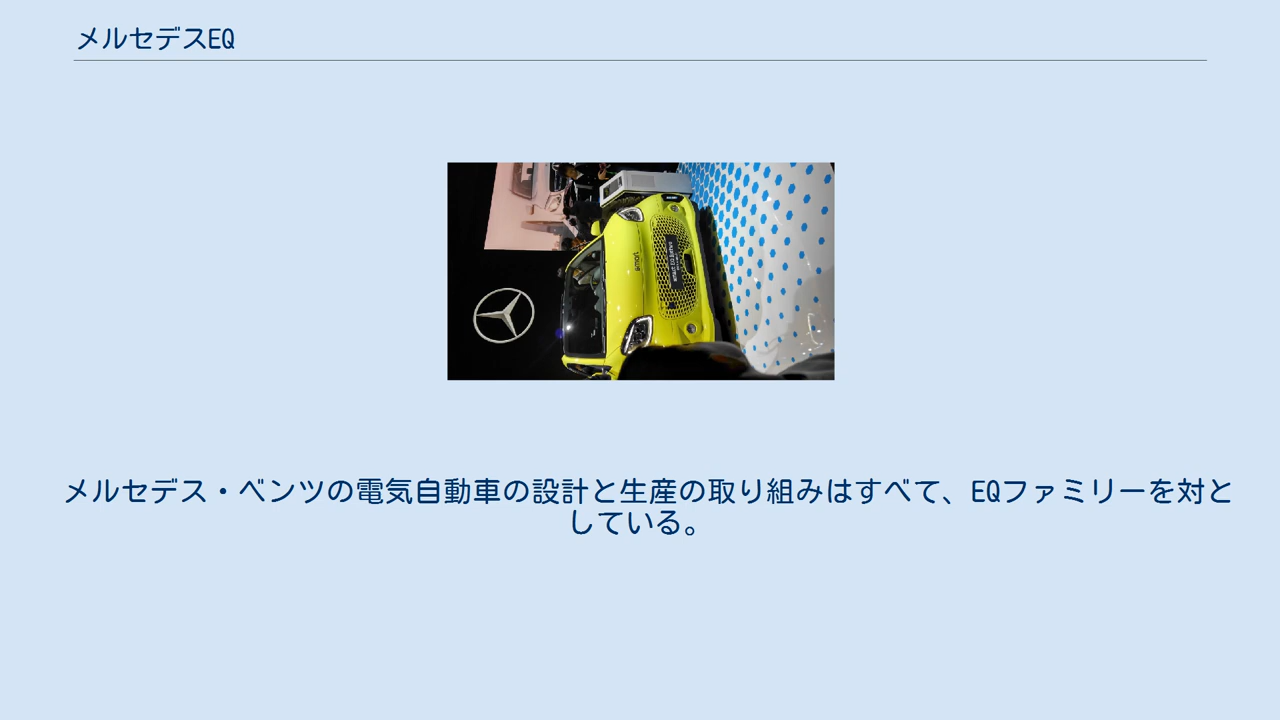 メルセデスEQ
smart
メルセデス・ベンツの電気自動車の設計と生産の取り組みはすべて、EQファミリーを対と
している。